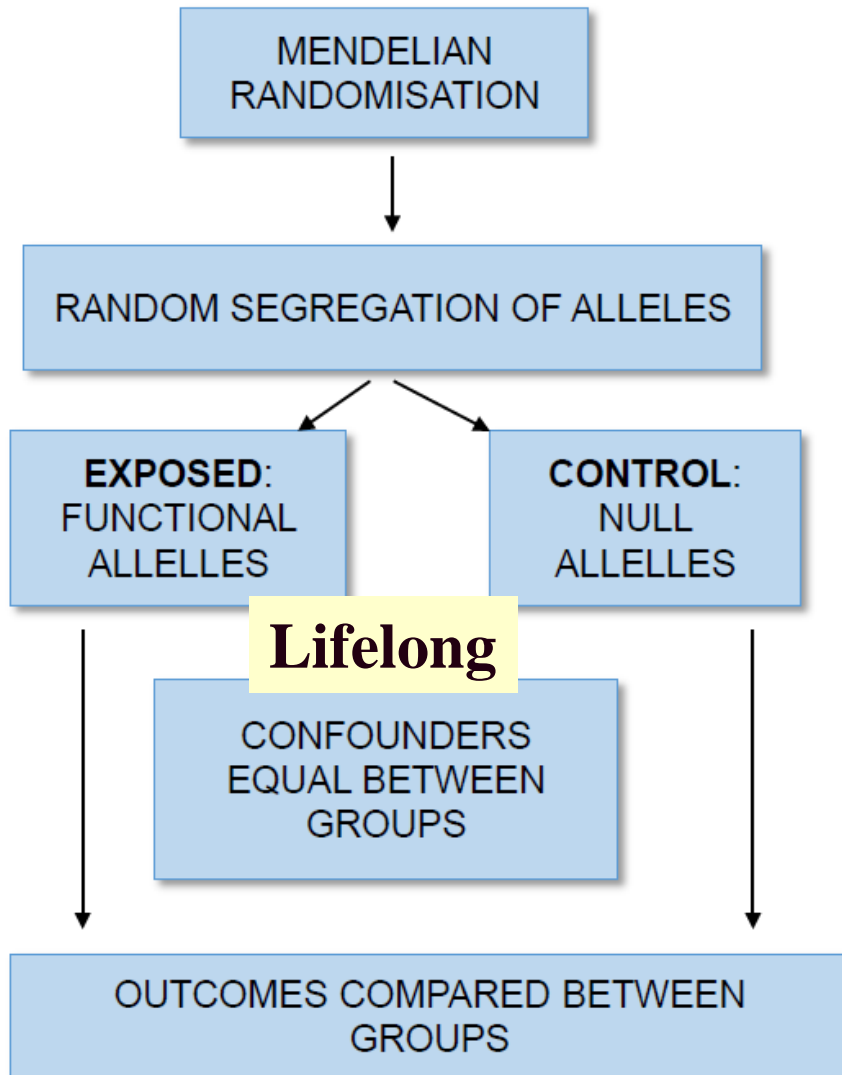 MENDELIAN
RANDOMISATION
RANDOM SEGREGATION OF ALLELES
EXPOSED:
FUNCTIONAL
ALLELLES
CONTROL:
NULL
ALLELLES
Lifelong
CONFOUNDERS
EQUAL BETWEEN
GROUPS
OUTCOMES COMPARED BETWEEN
GROUPS